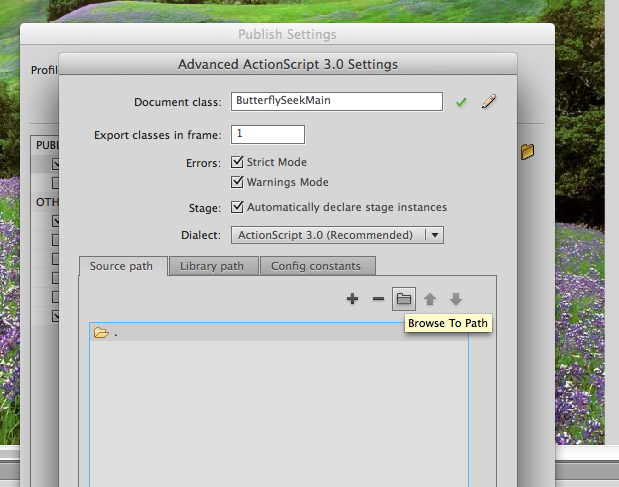 Publish Settings
Profil
Advanced ActionScript 3.0 Settings
Document class: ButterflySeekMain
Export classes in frame: 1
PUBL
Errors: Strict Mode
Warnings Mode
OTH
Stage: Automatically declare stage instances
Dialect: ActionScript 3.0 (Recommended)
Source path Library path Config constants
Browse To Path
.